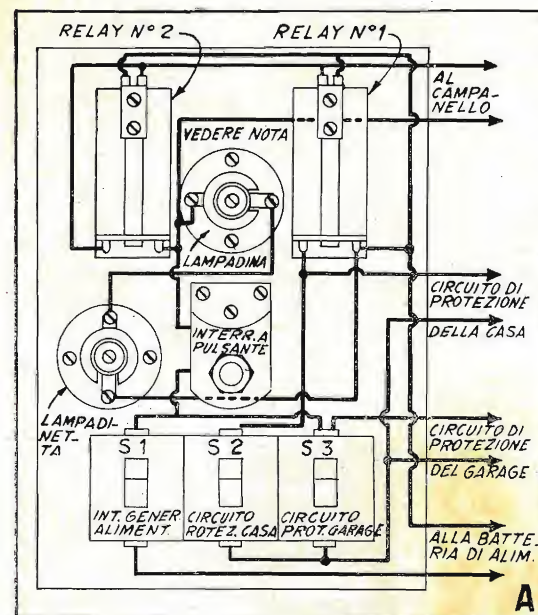 RELAY Nº 2
RELAY Nº1
AL
CAMPA-
NELLO
VEDERE NOTA
LAMPADINA
CIRCUITO DI
PROTEZIONE
DELLA CASA
INTERR. A
PULSANTE
LAMPADI-
NET-
TA
CIRCUITO DI
PROTEZIONE
DEL GARAGE
S 1
S 2
S 3
INT. GENER.
ALIMENT.
CIRCUITO
ROTEZ. CASA
CIRCUITO
PROT. GARAGE
ALLA BATTE-
RIA DI ALIM.
A